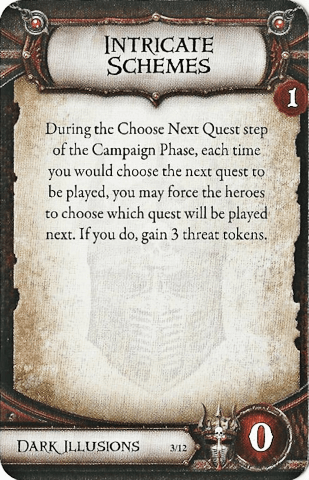 INTRICATE
SCHEMES
1
During the Choose Next Quest step
of the Campaign Phase, each time
you would choose the next quest to
be played, you may force the heroes
to choose which quest will be played
next. If you do, gain 3 threat tokens.
DARK ILLUSIONS
3/12
0